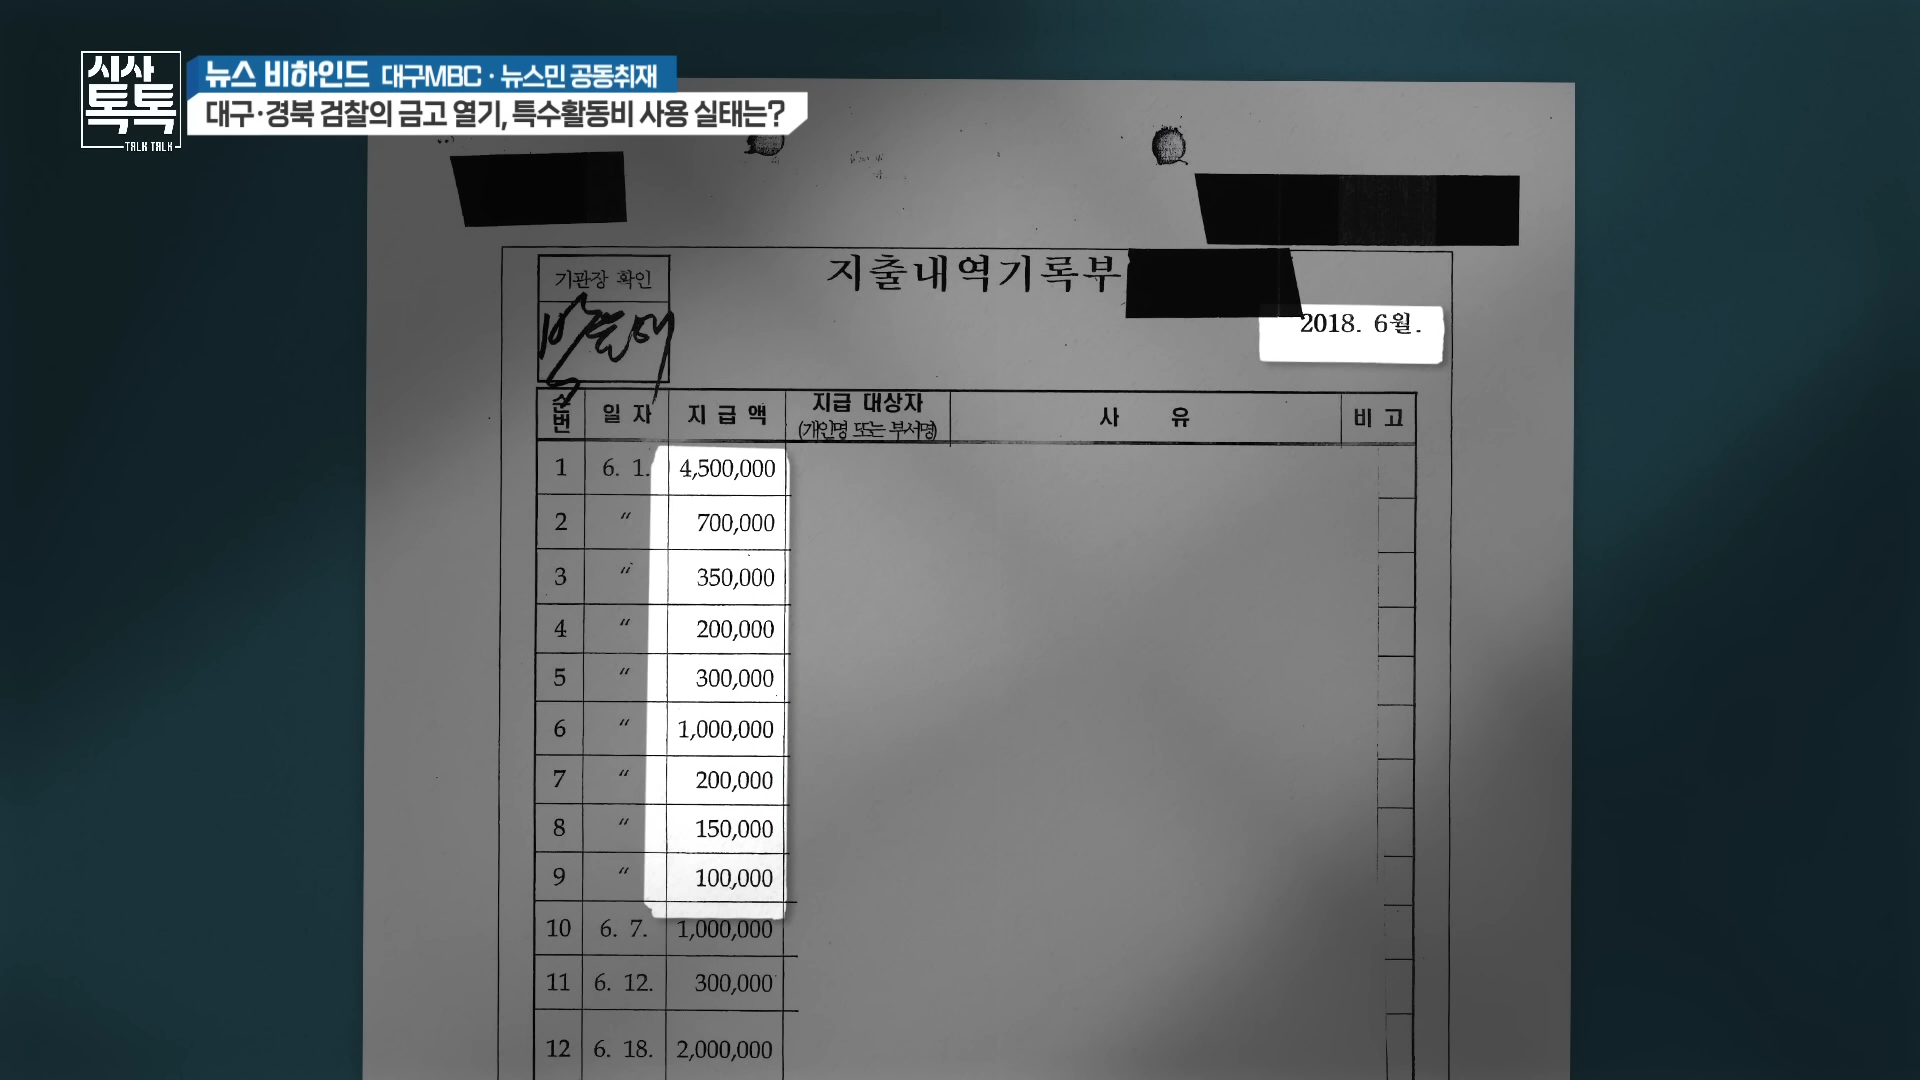 시사
톡톡
TALK TALK
뉴스 비하인드 대구MBC · 뉴스민 공동취재
대구·경북 검찰의 금고 열기, 특수활동비 사용 실태는?
기관장 확인
지출내역기록부
2018. 6월.
순번 일 자 지 급 액 지급 대상자 (개인명 또는 부서명) 사 유 비 고
1 6. 1. 4,500,000
2 “ 700,000
3 “ 350,000
4 “ 200,000
5 “ 300,000
6 “ 1,000,000
7 “ 200,000
8 “ 150,000
9 “ 100,000
10 6. 7. 1,000,000
11 6. 12. 300,000
12 6. 18. 2,000,000